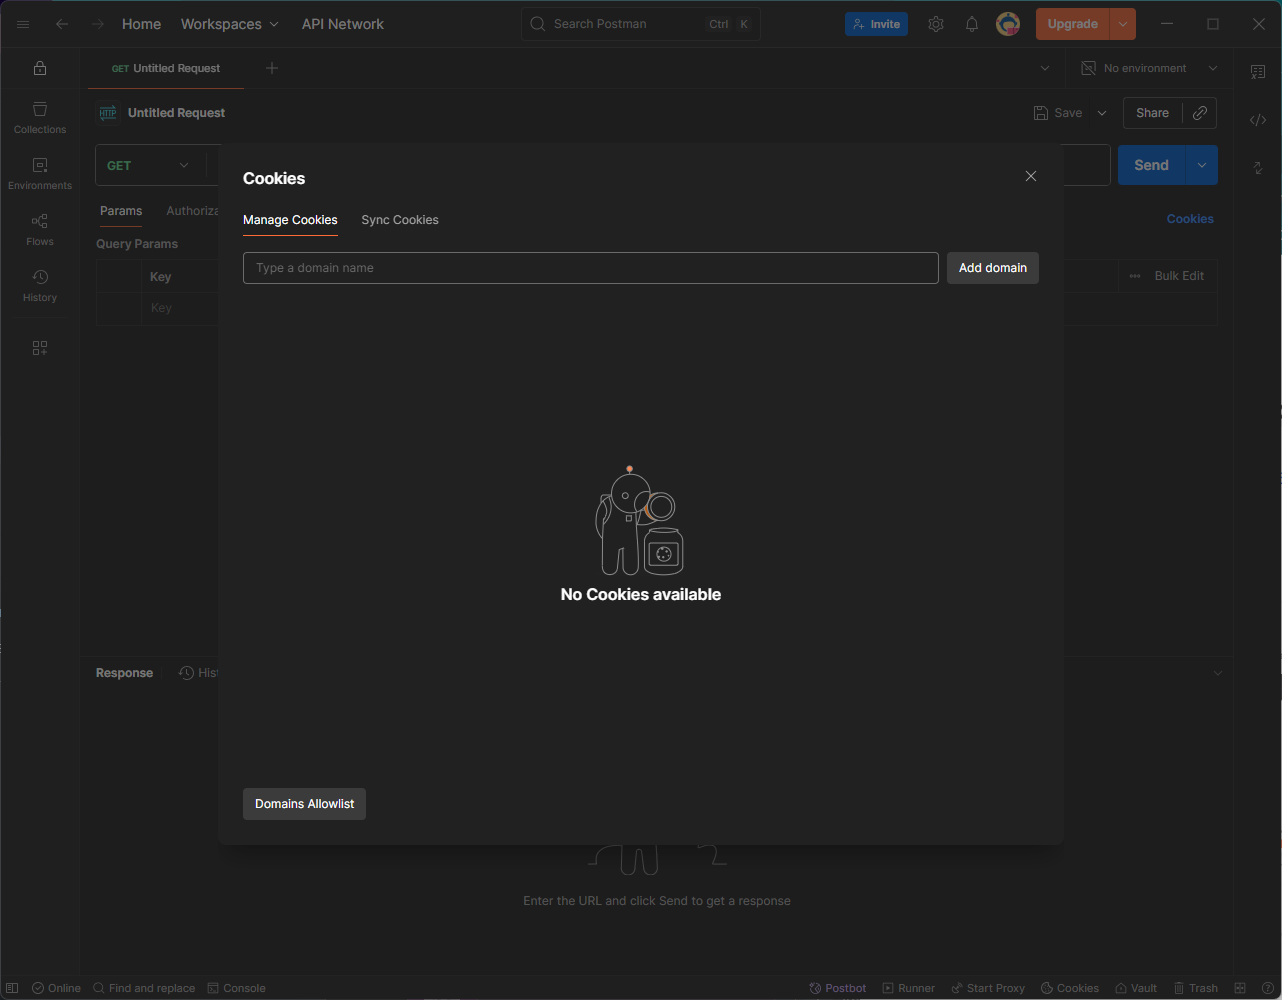 Home Workspaces API Network Search Postman Ctrl K Invite Upgrade
GET Untitled Request No environment
HTTP Untitled Request Save Share
Collections
Environments
Flows
History
GET Send
Params Authoriza Cookies
Query Params
Key Bulk Edit
Key
Cookies
Manage Cookies Sync Cookies
Type a domain name Add domain
No Cookies available
Domains Allowlist
Response His
Enter the URL and click Send to get a response
Online Find and replace Console Postbot Runner Start Proxy Cookies Vault Trash